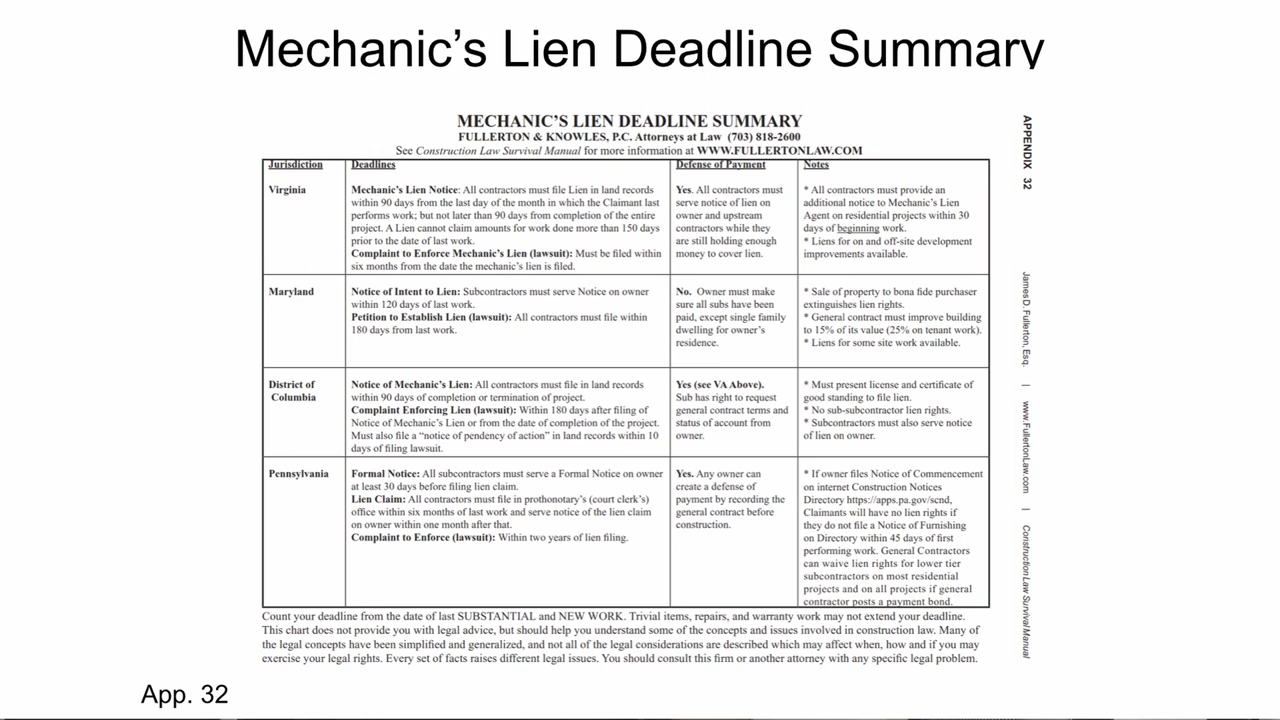 Mechanic's Lien Deadline Summary
MECHANIC'S LIEN DEADLINE SUMMARY
FULLERTON & KNOWLES, P.C. Attorneys at Law (703) 818-2600
See Construction Law Survival Manual for more information at WWW.FULLERTONLAW.COM
Jurisdiction
Deadlines
Defense of Payment
Notes
Virginia
Mechanic's Lien Notice: All contractors must file Lien in land records
within 90 days from the last day of the month in which the Claimant last
performs work; but not later than 90 days from completion of the entire
project. A Lien cannot claim amounts for work done more than 150 days
prior to the date of last work.
Complaint to Enforce Mechanic's Lien (lawsuit): Must be filed within
six months from the date the mechanic's lien is filed.
Yes. All contractors must
serve notice of lien on
owner and upstream
contractors while they
are still holding enough
money to cover lien.
* All contractors must provide an
additional notice to Mechanic's Lien
Agent on residential projects within 30
days of beginning work.
* Liens for on and off-site development
improvements available.
Maryland
Notice of Intent to Lien: Subcontractors must serve Notice on owner
within 120 days of last work.
Petition to Establish Lien (lawsuit): All contractors must file within
180 days from last work.
No. Owner must make
sure all subs have been
paid, except single family
dwelling for owner's
residence.
* Sale of property to bona fide purchaser
extinguishes lien rights.
* General contract must improve building
to 15% of its value (25% on tenant work).
* Liens for some site work available.
District of
Columbia
Notice of Mechanic's Lien: All contractors must file in land records
within 90 days of completion or termination of project.
Complaint Enforcing Lien (lawsuit): Within 180 days after filing of
Notice of Mechanic's Lien or from the date of completion of the project.
Must also file a "notice of pendency of action" in land records within 10
days of filing lawsuit.
Yes (see VA Above).
Sub has right to request
general contract terms and
status of account from
owner.
* Must present license and certificate of
good standing to file lien.
* No sub-subcontractor lien rights.
* Subcontractors must also serve notice
of lien on owner.
Pennsylvania
Formal Notice: All subcontractors must serve a Formal Notice on owner
at least 30 days before filing lien claim.
Lien Claim: All contractors must file in prothonotary's (court clerk's)
office within six months of last work and serve notice of the lien claim
on owner within one month after that.
Complaint to Enforce (lawsuit): Within two years of lien filing.
Yes. Any owner can
create a defense of
payment by recording the
general contract before
construction.
* If owner files Notice of Commencement
on internet Construction Notices
Directory https://apps.pa.gov/scnd,
Claimants will have no lien rights if
they do not file a Notice of Furnishing
on Directory within 45 days of first
performing work. General Contractors
can waive lien rights for lower tier
subcontractors on most residential
projects and on all projects if general
contractor posts a payment bond.
Count your deadline from the date of last SUBSTANTIAL and NEW WORK. Trivial items, repairs, and warranty work may not extend your deadline.
This chart does not provide you with legal advice, but should help you understand some of the concepts and issues involved in construction law. Many of
the legal concepts have been simplified and generalized, and not all of the legal considerations are described which may affect when, how and if you may
exercise your legal rights. Every set of facts raises different legal issues. You should consult this firm or another attorney with any specific legal problem.
APPENDIX 32
James D. Fullerton, Esq. | www.FullertonLaw.com | Construction Law Survival Manual
App. 32